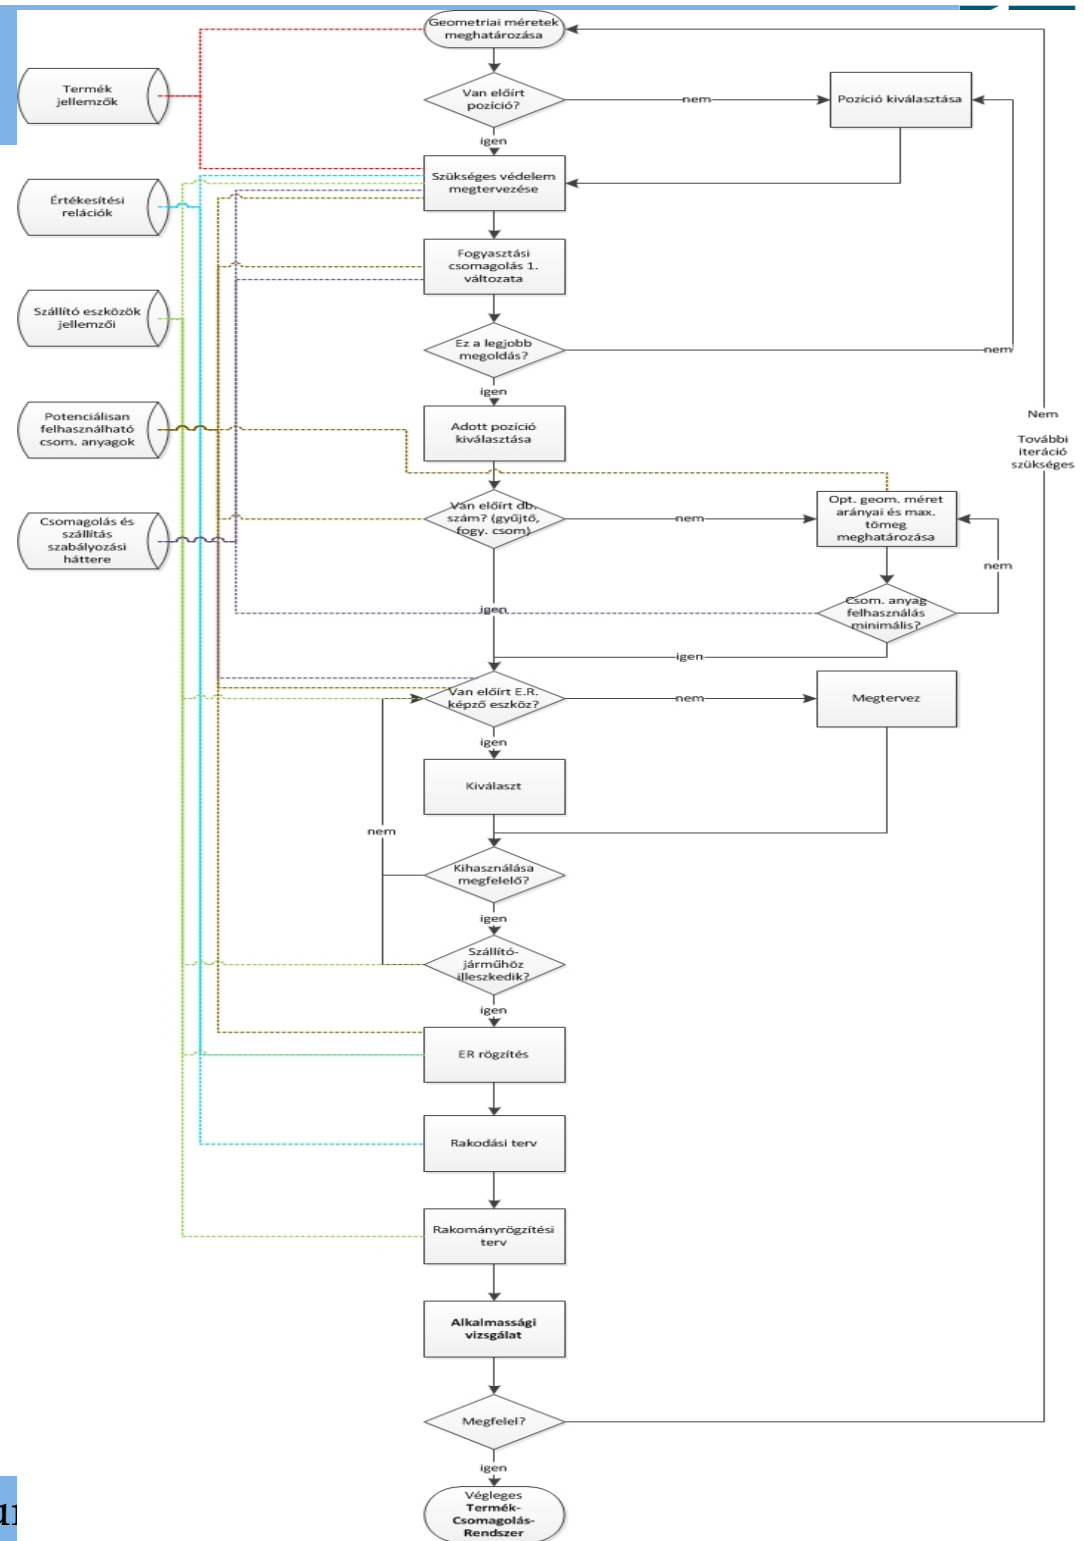 Geometriai méretek
meghatározása
Termék
jellemzők
Van előírt
pozíció?
nem
Pozíció kiválasztása
igen
Szükséges védelem
megtervezése
Értékesítési
relációk
Fogyasztási
csomagolás 1.
változata
Szállító eszközök
jellemzői
Ez a legjobb
megoldás?
nem
igen
Adott pozíció
kiválasztása
Potenciálisan
felhasználható
csom. anyagok
Nem
További
iteráció
szükséges
Van előírt db.
szám? (gyűjtő,
fogy. csom)
nem
Opt. geom. méret
arányai és max.
tömeg
meghatározása
Csomagolás és
szállítás
szabályozási
háttere
nem
igen
Csom. anyag
felhasználás
minimális?
igen
Van előírt E.R.
képző eszköz?
nem
Megtervez
igen
Kiválaszt
nem
Kihasználása
megfelelő?
igen
Szállító-
járműhöz
illeszkedik?
igen
ER rögzítés
Rakodási terv
Rakományrögzítési
terv
Alkalmassági
vizsgálat
Megfelel?
igen
Végleges
Termék-
Csomagolás-
Rendszer